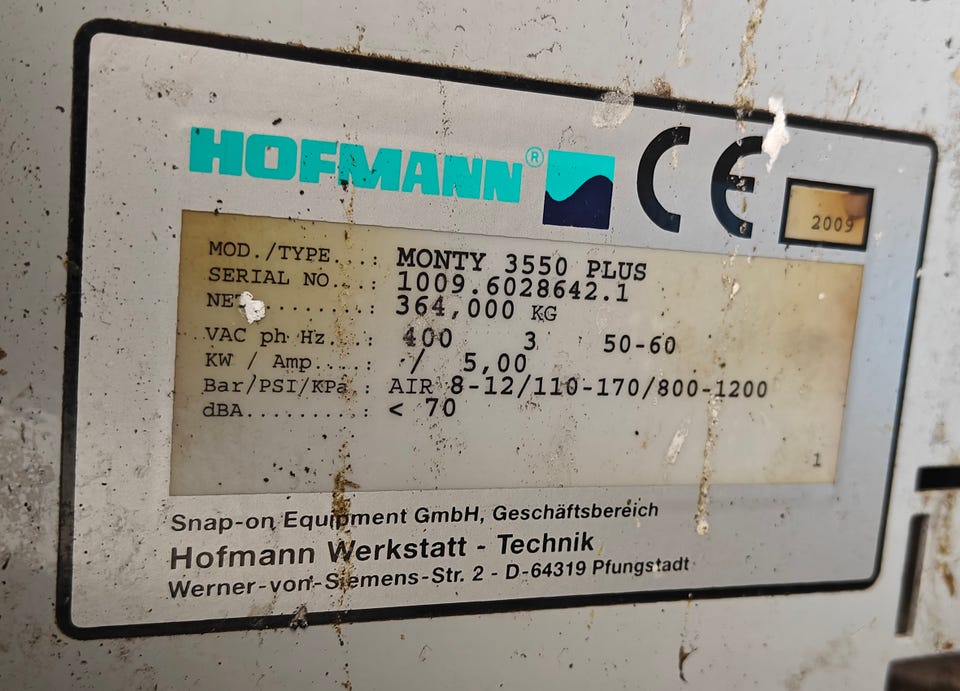 HOFMANN® CE
2009
MOD./TYPE...: MONTY 3550 PLUS
SERIAL NO...: 1009.6028642.1
NET.........: 364,000 KG
VAC ph Hz...: 400 3 50-60
KW / Amp....: / 5,00
Bar/PSI/KPa.: AIR 8-12/110-170/800-1200
dBA.........: < 70
1
Snap-on Equipment GmbH, Geschäftsbereich
Hofmann Werkstatt - Technik
Werner-von-Siemens-Str. 2 - D-64319 Pfungstadt